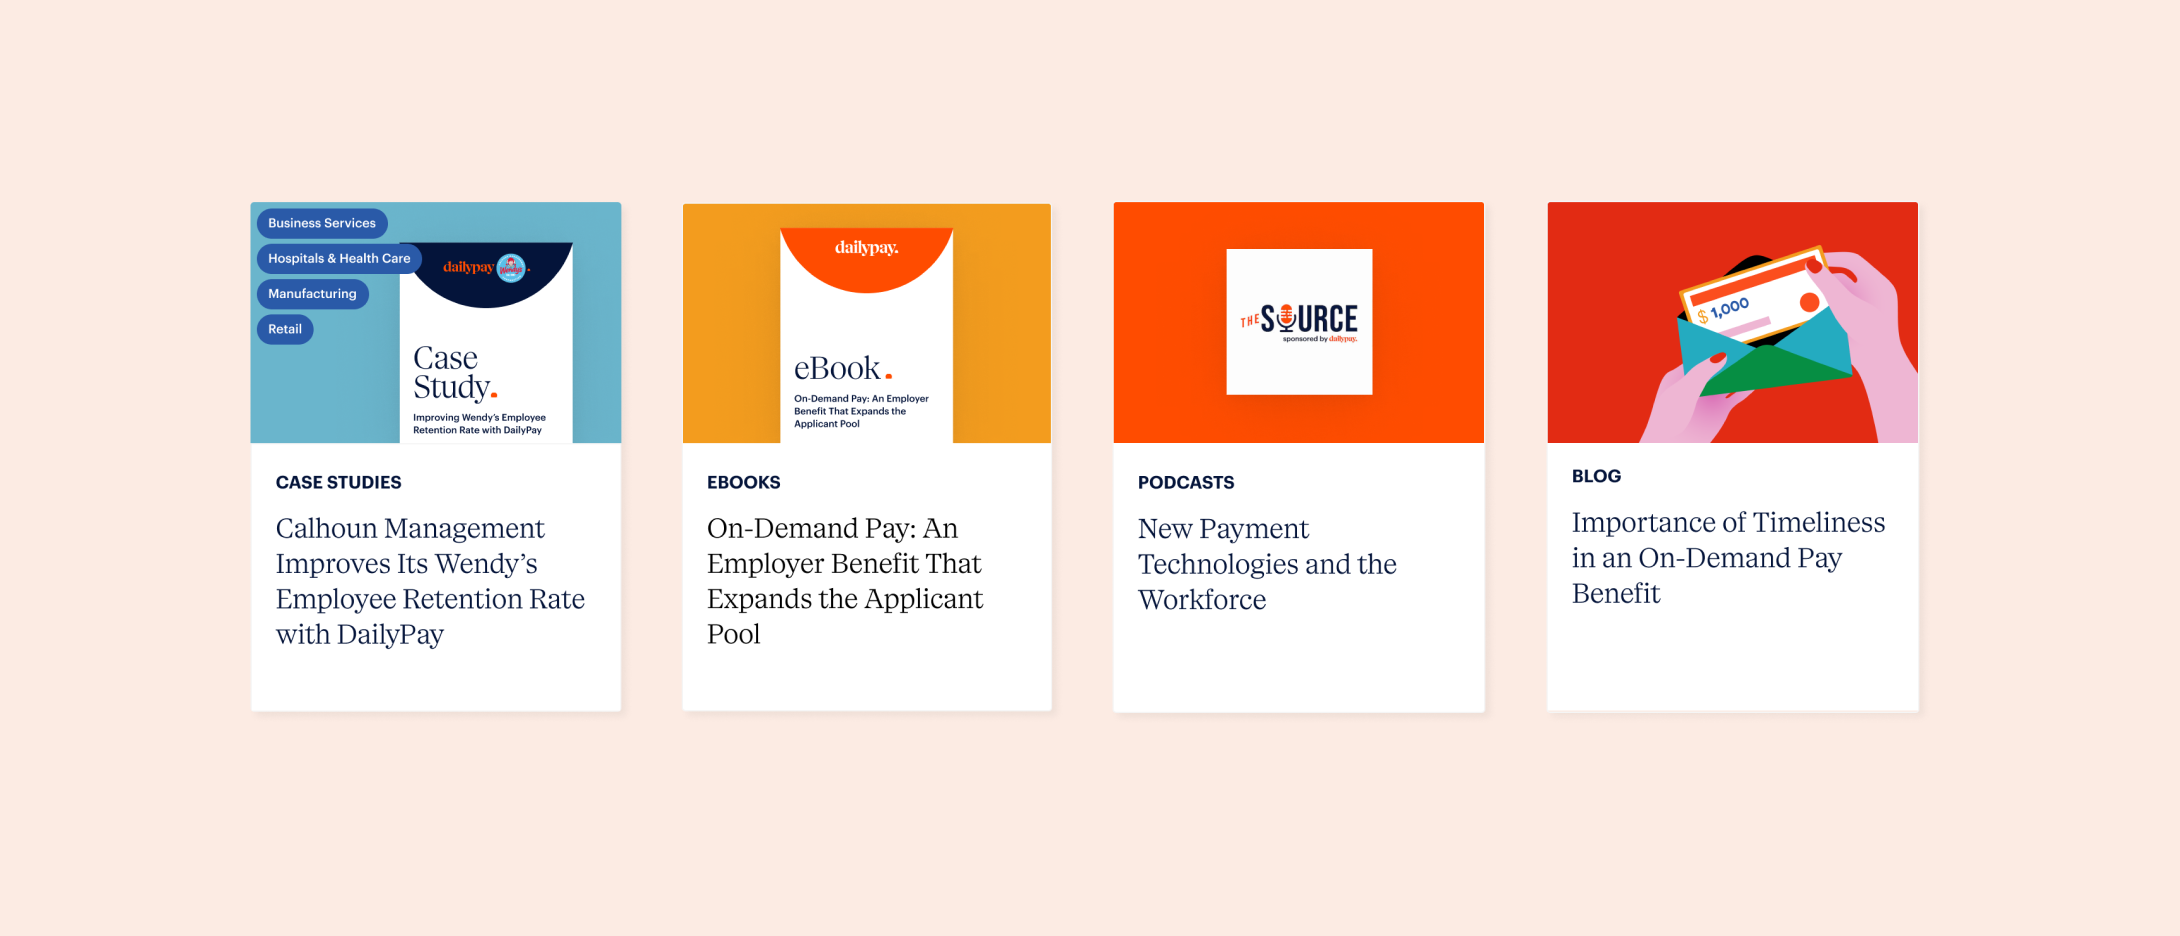 Business Services
Hospitals & Health Care
Manufacturing
Retail
dailypay Wendy's.
Case
Study.
Improving Wendy's Employee
Retention Rate with DailyPay
CASE STUDIES
Calhoun Management
Improves Its Wendy's
Employee Retention Rate
with DailyPay
dailypay.
eBook.
On-Demand Pay: An Employer
Benefit That Expands the
Applicant Pool
EBOOKS
On-Demand Pay: An
Employer Benefit That
Expands the Applicant
Pool
THE SOURCE
sponsored by dailypay.
PODCASTS
New Payment
Technologies and the
Workforce
$ 1,000
BLOG
Importance of Timeliness
in an On-Demand Pay
Benefit